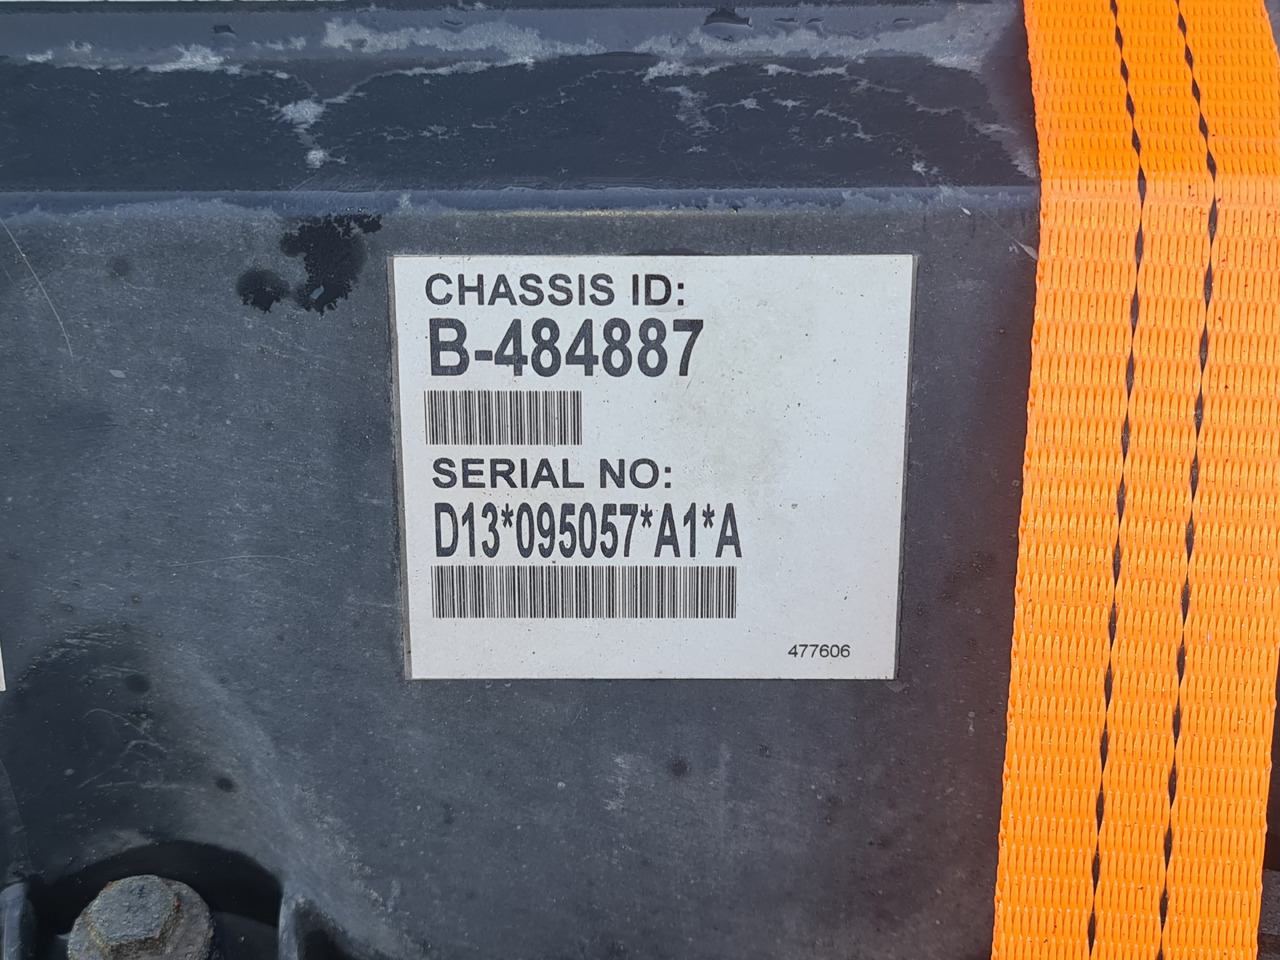 CHASSIS ID:
B-484887
SERIAL NO:
D13*095057*A1*A
477606